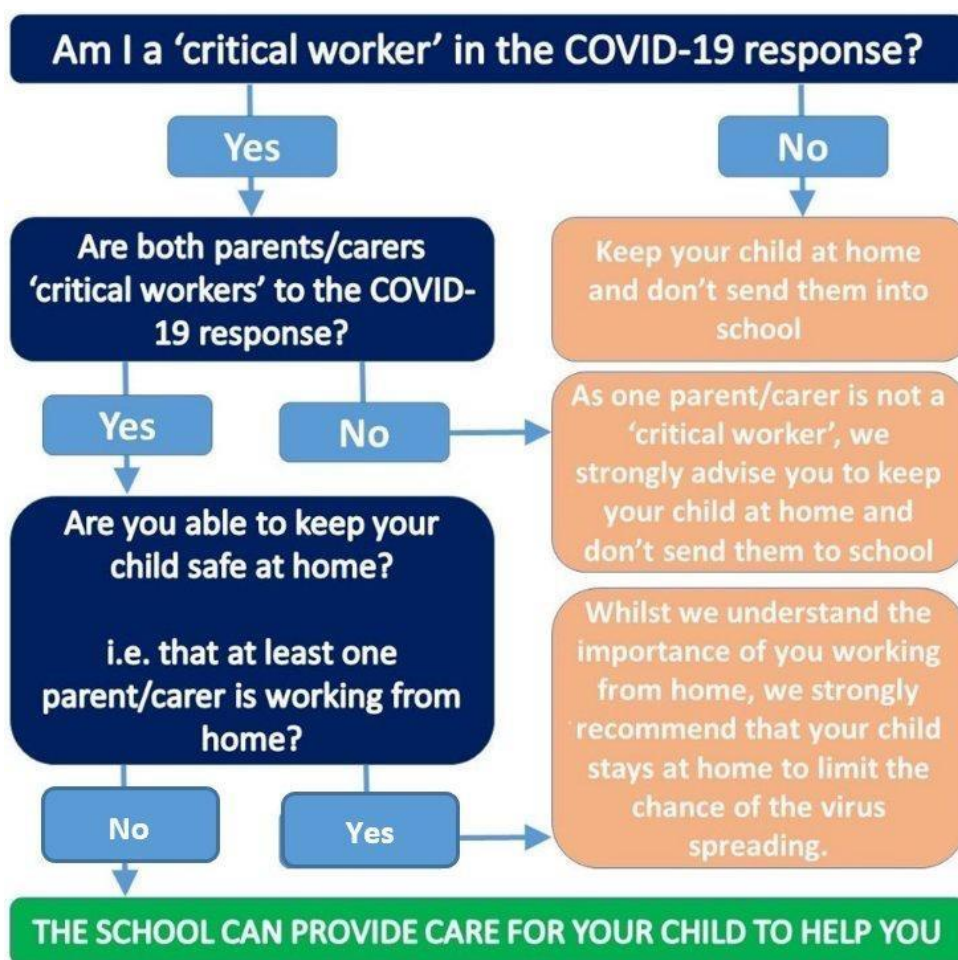 Am I a ‘critical worker’ in the COVID-19 response?
Yes
No
Are both parents/carers
‘critical workers’ to the COVID-
19 response?
Keep your child at home
and don’t send them into
school
Yes
No
As one parent/carer is not a
‘critical worker’, we
strongly advise you to keep
your child at home and
don’t send them to school
Are you able to keep your
child safe at home?
i.e. that at least one
parent/carer is working from
home?
Whilst we understand the
importance of you working
from home, we strongly
recommend that your child
stays at home to limit the
chance of the virus
spreading.
No
Yes
THE SCHOOL CAN PROVIDE CARE FOR YOUR CHILD TO HELP YOU